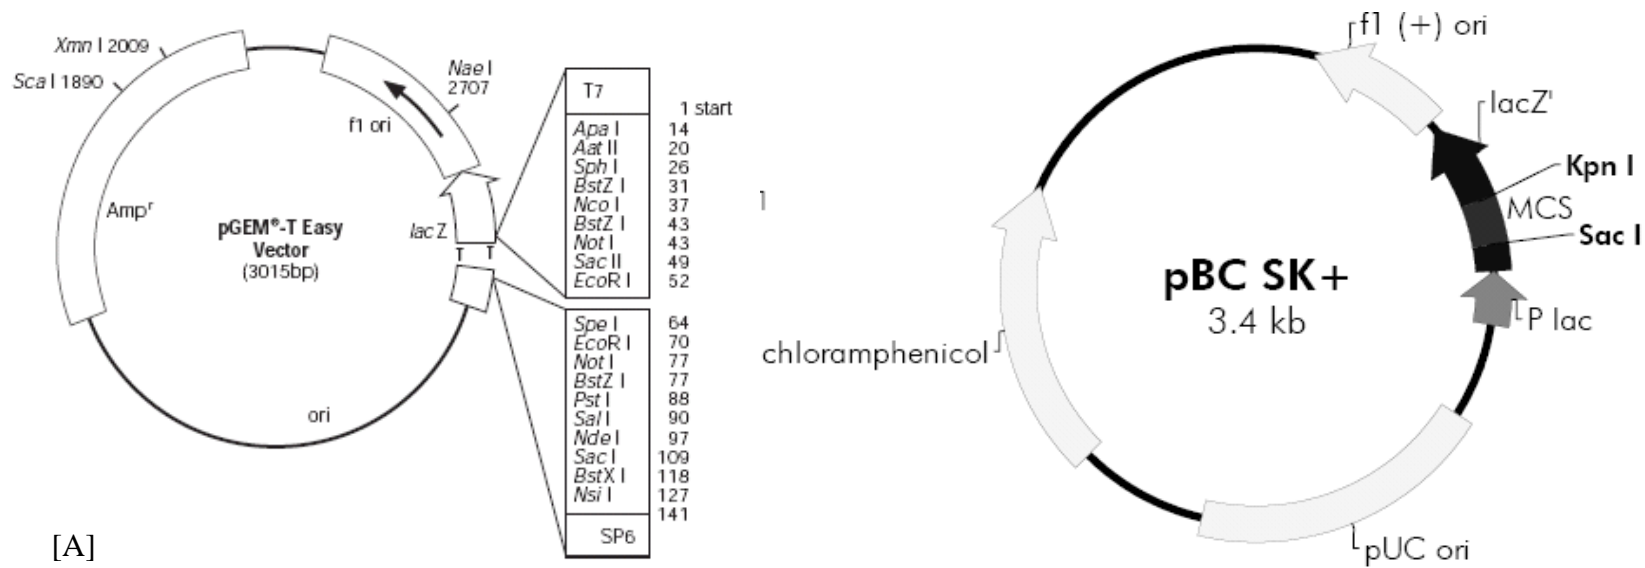 Xmn I 2009
Sca I 1890
Nae I
2707
f1 ori
Ampʳ
pGEM®-T Easy
Vector
(3015bp)
lac Z
T T
ori
T7
1 start
Apa I 14
Aat II 20
Sph I 26
BstZ I 31
Nco I 37
BstZ I 43
Not I 43
Sac II 49
EcoR I 52
Spe I 64
EcoR I 70
Not I 77
BstZ I 77
Pst I 88
Sal I 90
Nde I 97
Sac I 109
BstX I 118
Nsi I 127
141
SP6
[A]
f1 (+) ori
lacZ'
Kpn I
MCS
Sac I
pBC SK+
3.4 kb
P lac
chloramphenicol
pUC ori